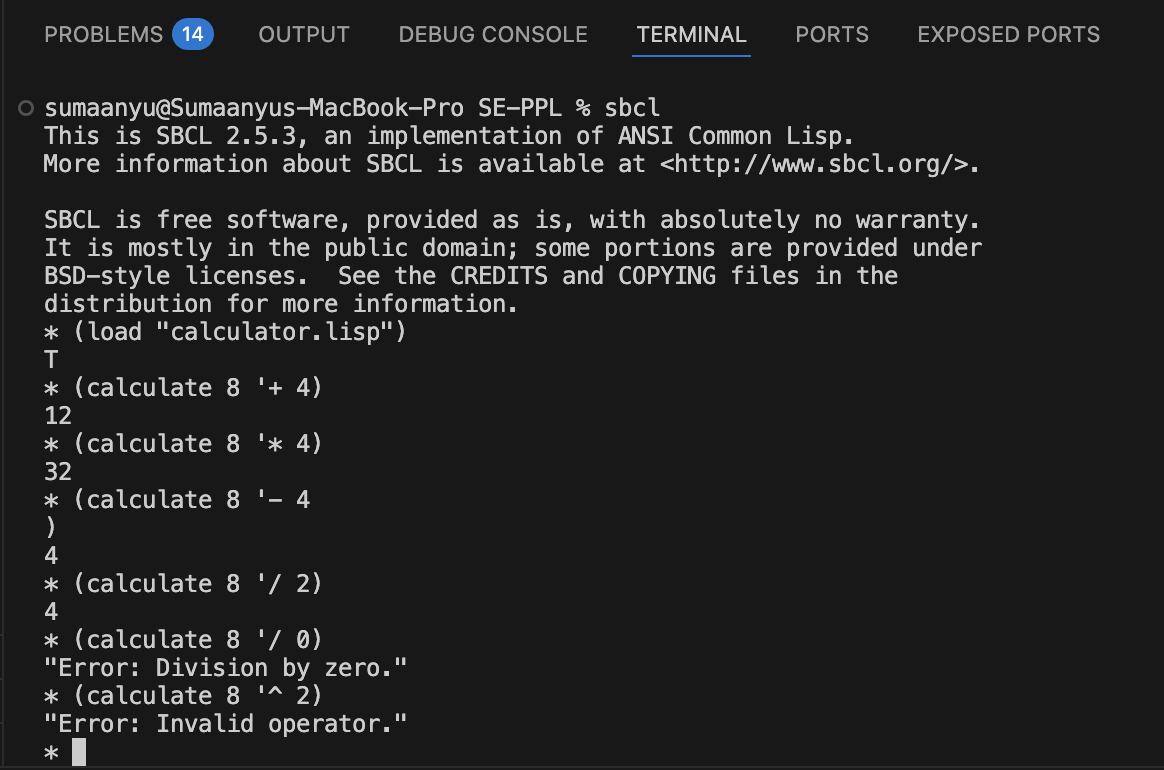 PROBLEMS 14 OUTPUT DEBUG CONSOLE TERMINAL PORTS EXPOSED PORTS
sumaanyu@Sumaanyus-MacBook-Pro SE-PPL % sbcl
This is SBCL 2.5.3, an implementation of ANSI Common Lisp.
More information about SBCL is available at <http://www.sbcl.org/>.
SBCL is free software, provided as is, with absolutely no warranty.
It is mostly in the public domain; some portions are provided under
BSD-style licenses.  See the CREDITS and COPYING files in the
distribution for more information.
* (load "calculator.lisp")
T
* (calculate 8 '+ 4)
12
* (calculate 8 '* 4)
32
* (calculate 8 '- 4
)
4
* (calculate 8 '/ 2)
4
* (calculate 8 '/ 0)
"Error: Division by zero."
* (calculate 8 '^ 2)
"Error: Invalid operator."
*